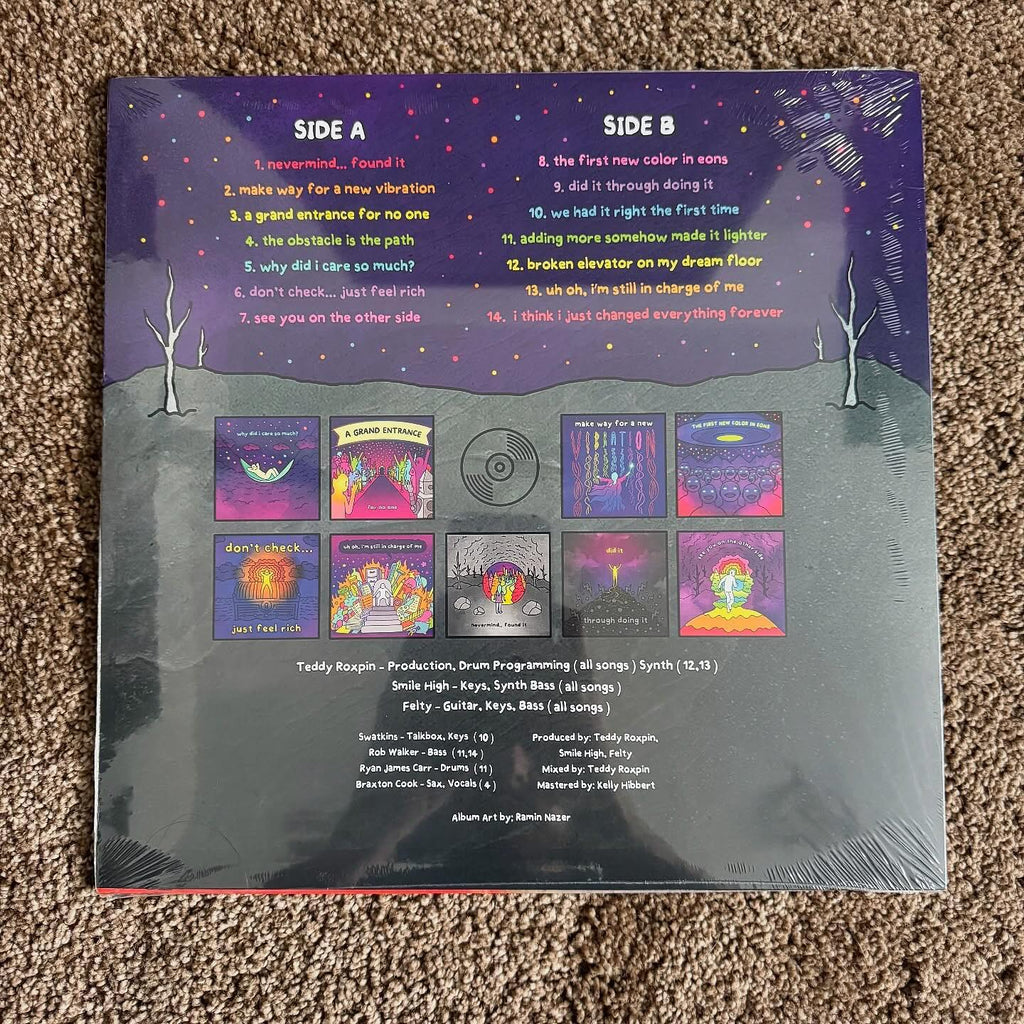 SIDE A
1. nevermind... found it
2. make way for a new vibration
3. a grand entrance for no one
4. the obstacle is the path
5. why did i care so much?
6. don't check... just feel rich
7. see you on the other side
SIDE B
8. the first new color in eons
9. did it through doing it
10. we had it right the first time
11. adding more somehow made it lighter
12. broken elevator on my dream floor
13. uh oh, i'm still in charge of me
14. i think i just changed everything forever
why did i care so much?
A GRAND ENTRANCE
for no one
make way for a new
VIBRATION
THE FIRST NEW COLOR IN EONS
don't check...
just feel rich
uh oh, i'm still in charge of me
nevermind... found it
did it
through doing it
see you on the other side
Teddy Roxpin - Production, Drum Programming ( all songs ) Synth ( 12,13 )
Smile High - Keys, Synth Bass ( all songs )
Felty - Guitar, Keys, Bass ( all songs )
Swatkins - Talkbox, Keys ( 10 )
Rob Walker - Bass ( 11,14 )
Ryan James Carr - Drums ( 11 )
Braxton Cook - Sax, Vocals ( 4 )
Produced by: Teddy Roxpin,
Smile High, Felty
Mixed by: Teddy Roxpin
Mastered by: Kelly Hibbert
Album Art by; Ramin Nazer